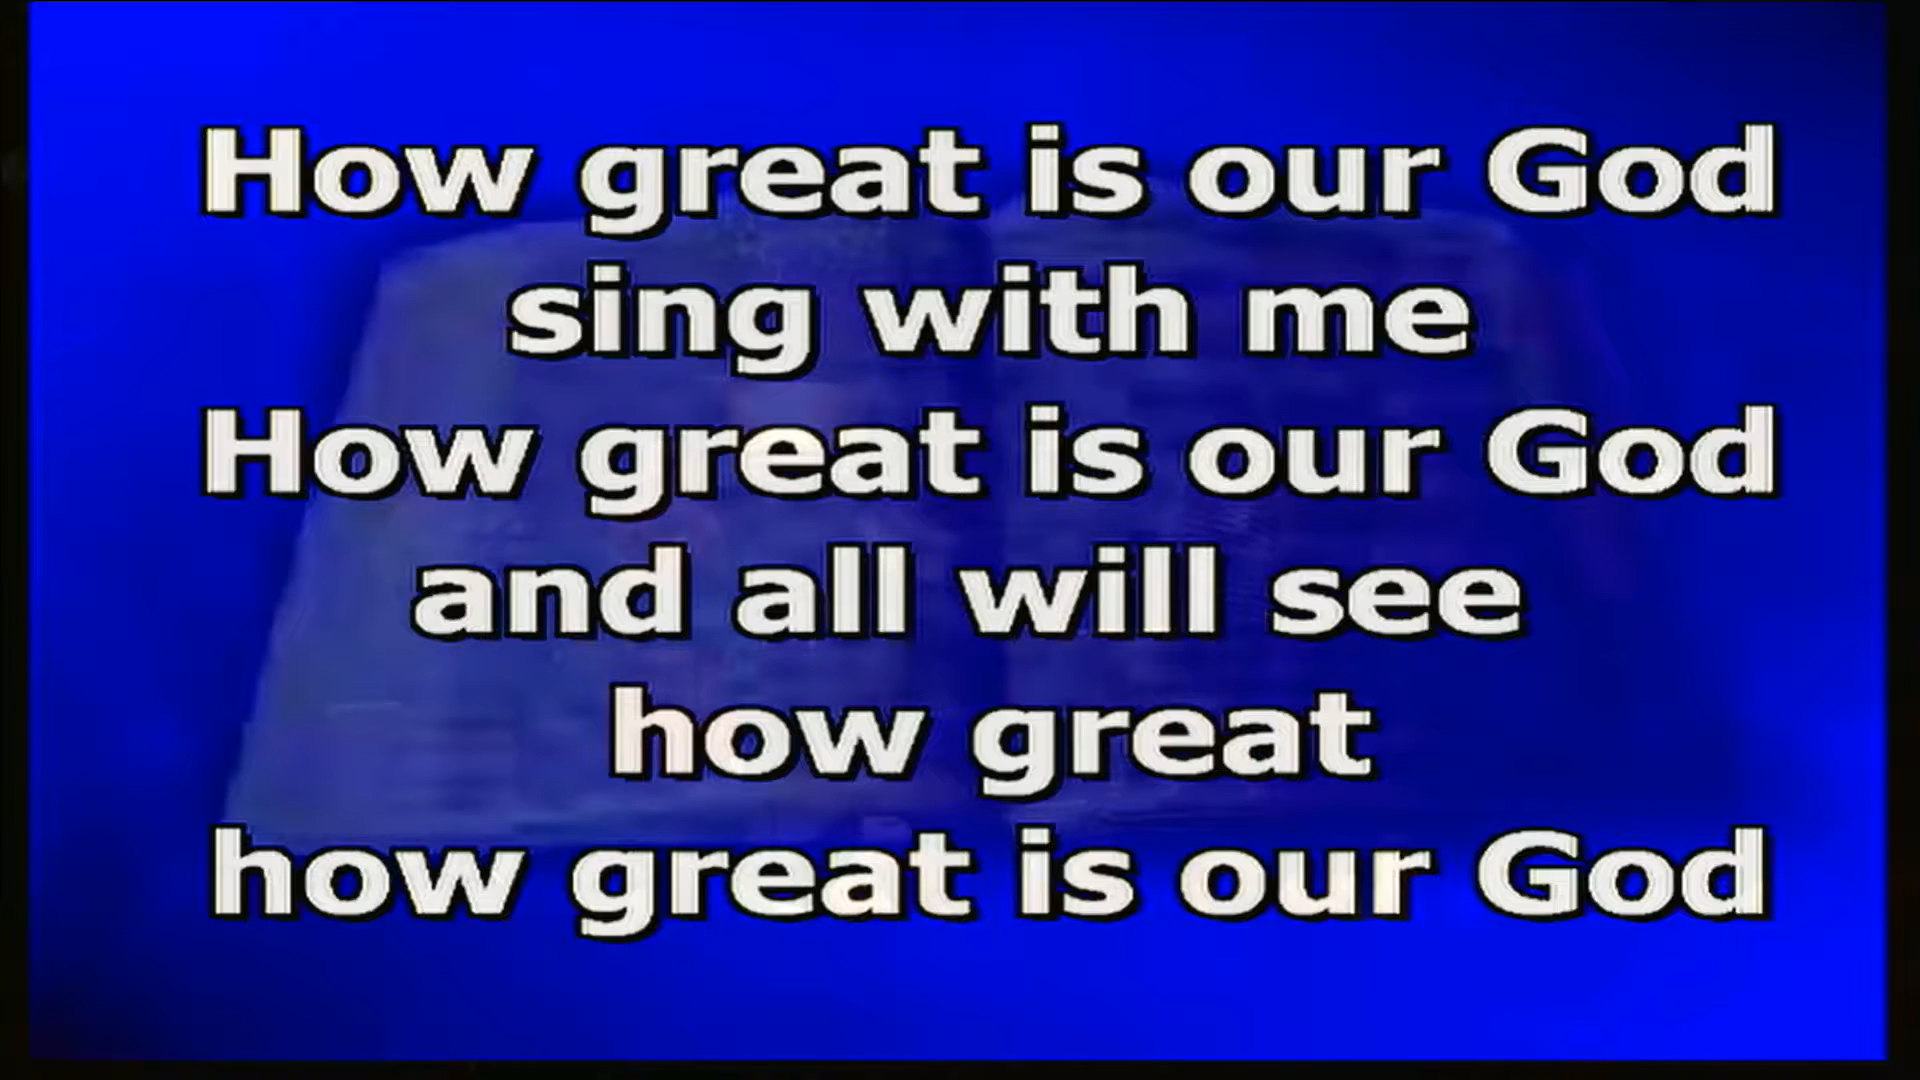 How great is our God
sing with me
How great is our God
and all will see
how great
how great is our God